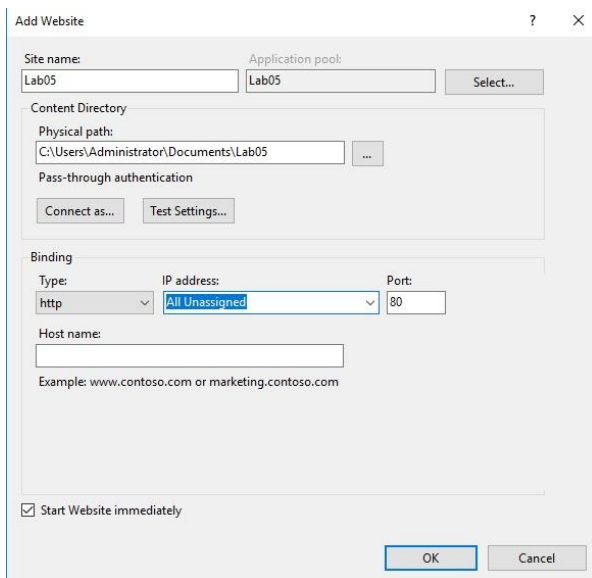 Add Website ? ×
Site name: Application pool:
Lab05 Lab05 Select...
Content Directory
Physical path:
C:\Users\Administrator\Documents\Lab05 ...
Pass-through authentication
Connect as... Test Settings...
Binding
Type: IP address: Port:
http All Unassigned 80
Host name:
Example: www.contoso.com or marketing.contoso.com
Start Website immediately
OK Cancel